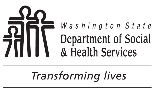 Washington State
Department of Social
& Health Services
Transforming lives